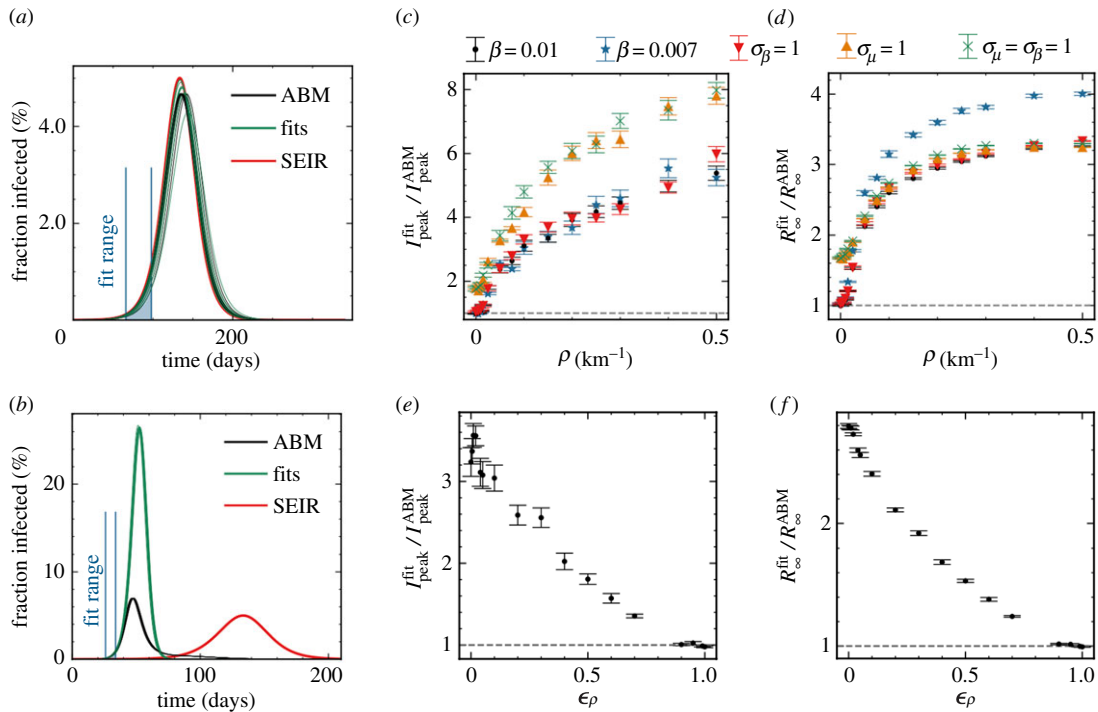 (a)
fraction infected (%)
4.0
2.0
0
0
200
time (days)
fit range
ABM
fits
SEIR
(b)
fraction infected (%)
20
10
0
0
100
200
time (days)
fit range
ABM
fits
SEIR
(c)
(d)
β = 0.01
β = 0.007
σβ = 1
σμ = 1
σμ = σβ = 1
8
6
4
2
I^fit_peak / I^ABM_peak
0
0.5
ρ (km⁻¹)
4
3
2
1
R^fit_∞ / R^ABM_∞
0
0.5
ρ (km⁻¹)
(e)
3
2
1
I^fit_peak / I^ABM_peak
0
0.5
1.0
ϵρ
(f)
2
1
R^fit_∞ / R^ABM_∞
0
0.5
1.0
ϵρ